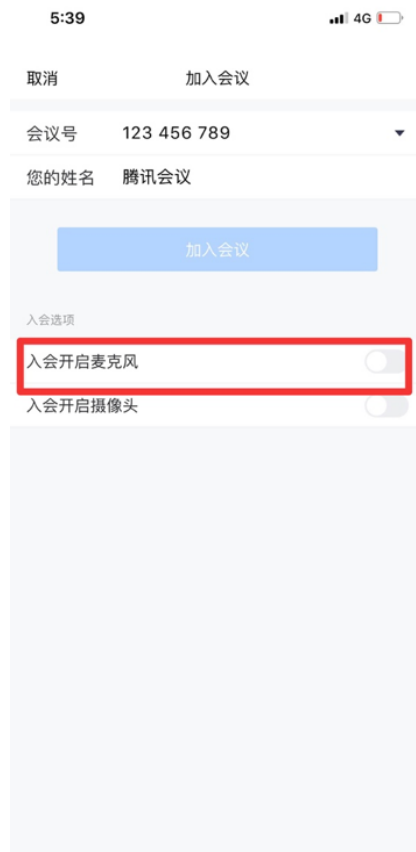 5:39 4G
取消 加入会议
会议号 123 456 789
您的姓名 腾讯会议
加入会议
入会选项
入会开启麦克风
入会开启摄像头